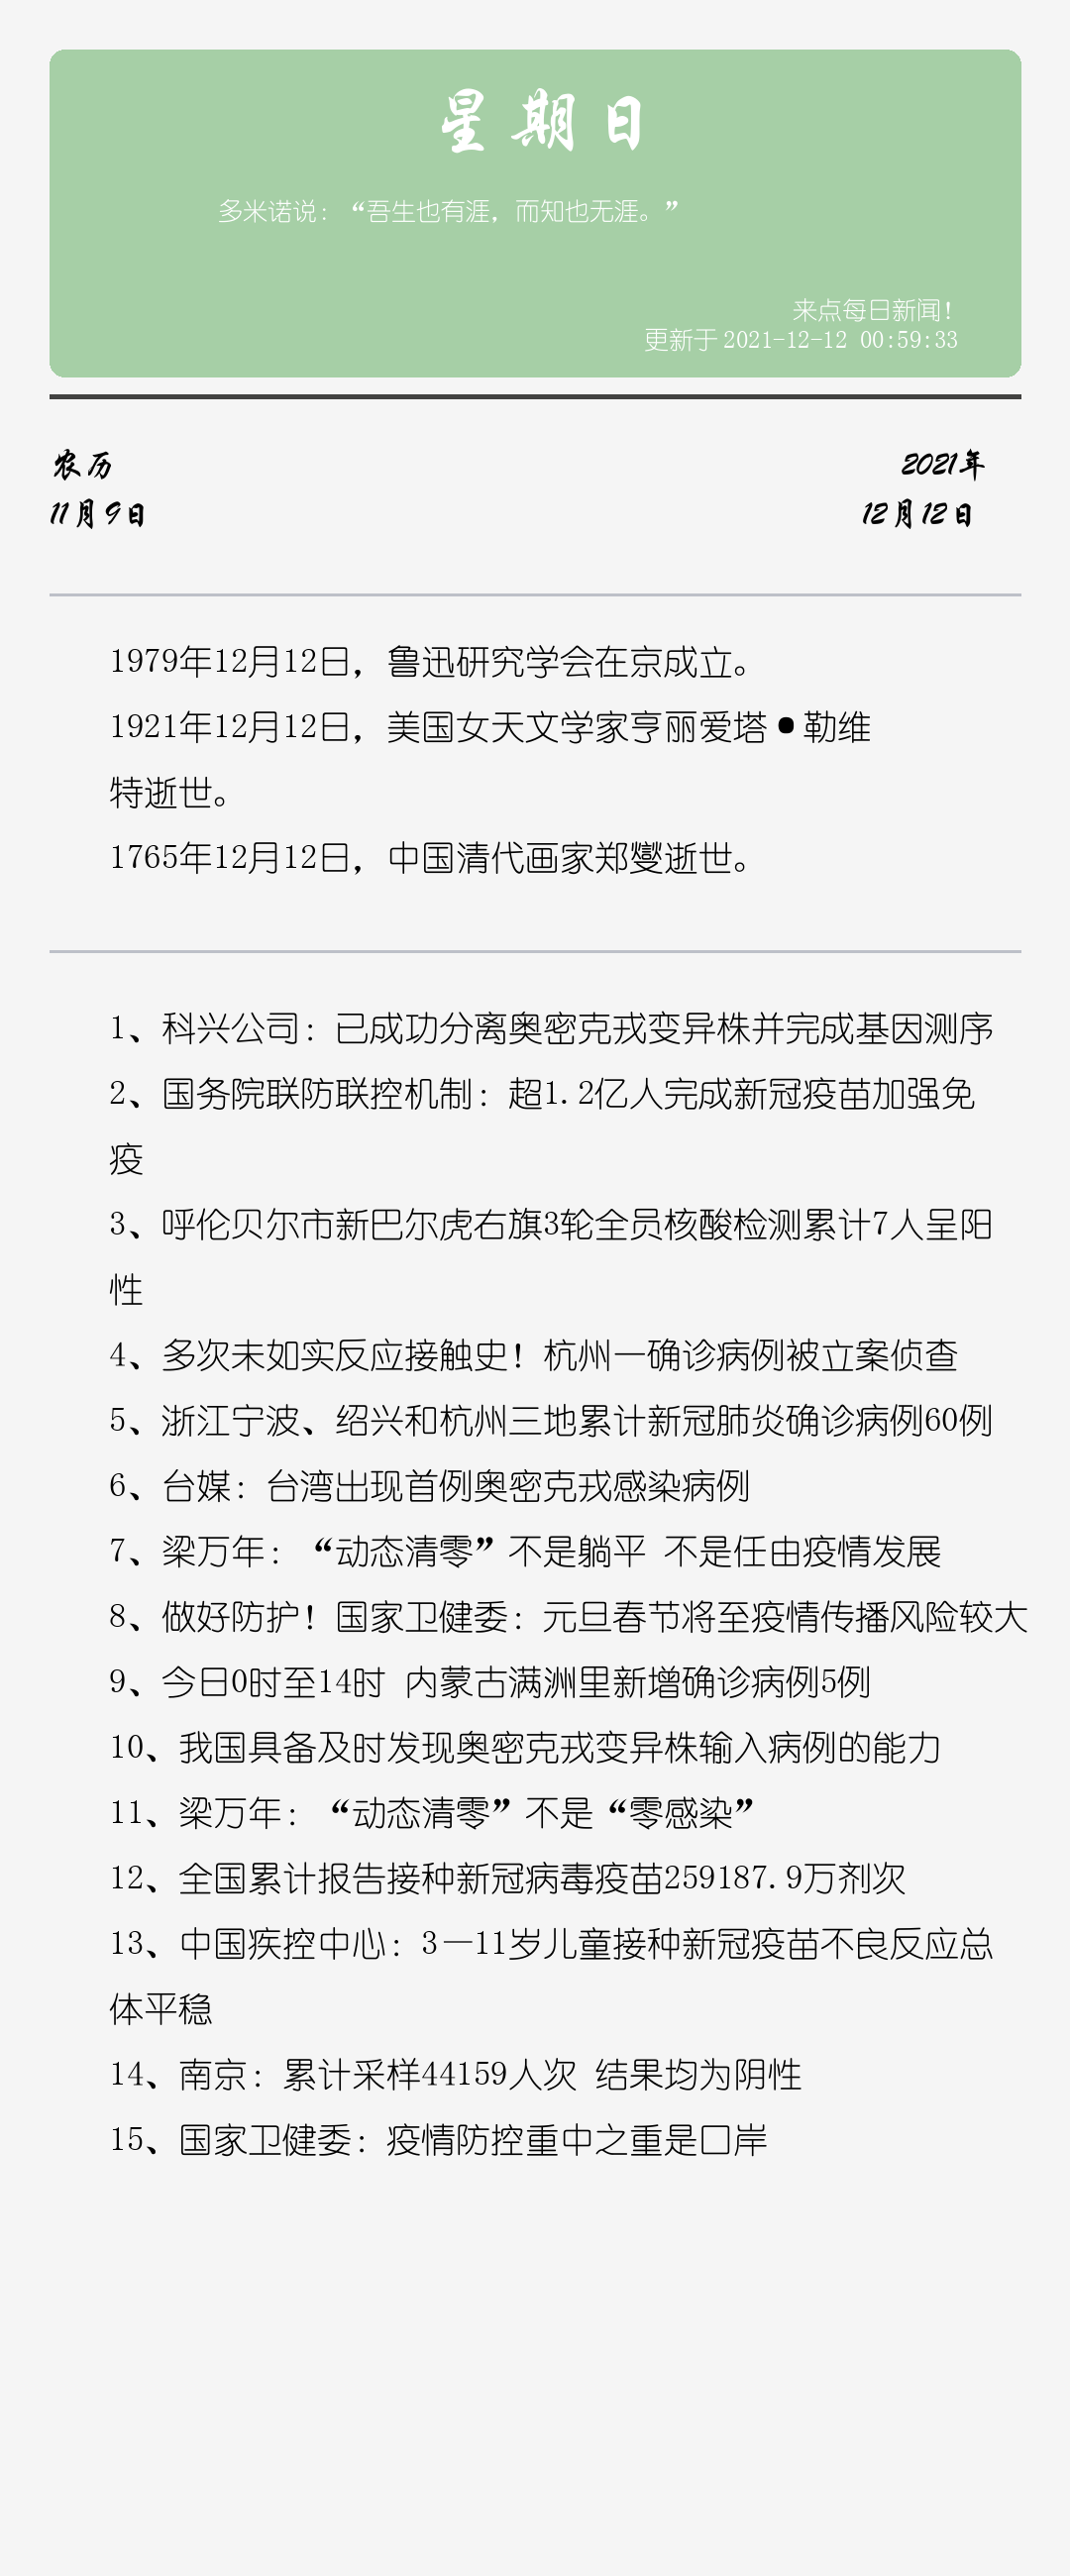 星期日
多米诺说：“吾生也有涯，而知也无涯。”
来点每日新闻！
更新于2021-12-12 00:59:33
农历
11月9日
2021年
12月12日
1979年12月12日，鲁迅研究学会在京成立。
1921年12月12日，美国女天文学家亨丽爱塔•勒维
特逝世。
1765年12月12日，中国清代画家郑燮逝世。
1、科兴公司：已成功分离奥密克戎变异株并完成基因测序
2、国务院联防联控机制：超1.2亿人完成新冠疫苗加强免
疫
3、呼伦贝尔市新巴尔虎右旗3轮全员核酸检测累计7人呈阳
性
4、多次未如实反应接触史！杭州一确诊病例被立案侦查
5、浙江宁波、绍兴和杭州三地累计新冠肺炎确诊病例60例
6、台媒：台湾出现首例奥密克戎感染病例
7、梁万年：“动态清零”不是躺平 不是任由疫情发展
8、做好防护！国家卫健委：元旦春节将至疫情传播风险较大
9、今日0时至14时 内蒙古满洲里新增确诊病例5例
10、我国具备及时发现奥密克戎变异株输入病例的能力
11、梁万年：“动态清零”不是“零感染”
12、全国累计报告接种新冠病毒疫苗259187.9万剂次
13、中国疾控中心：3—11岁儿童接种新冠疫苗不良反应总
体平稳
14、南京：累计采样44159人次 结果均为阴性
15、国家卫健委：疫情防控重中之重是口岸